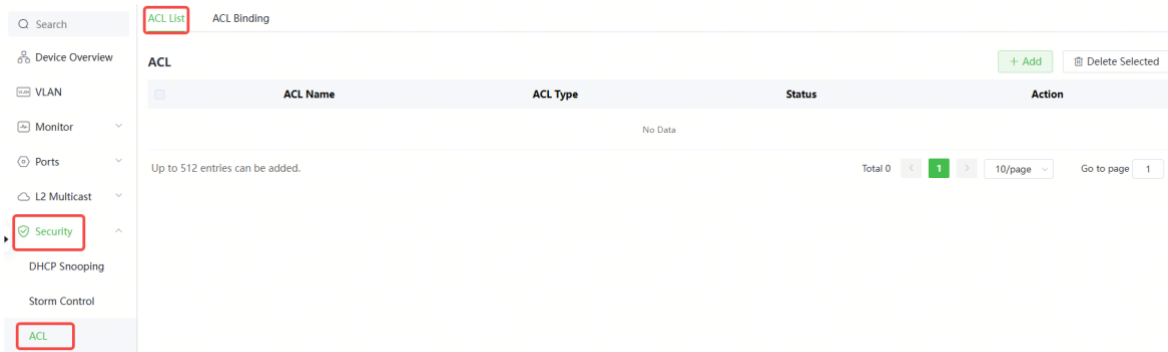 Search
Device Overview
VLAN
Monitor
Ports
L2 Multicast
Security
DHCP Snooping
Storm Control
ACL
ACL List ACL Binding
ACL + Add Delete Selected
ACL Name ACL Type Status Action
No Data
Up to 512 entries can be added. Total 0 < 1 > 10/page Go to page 1